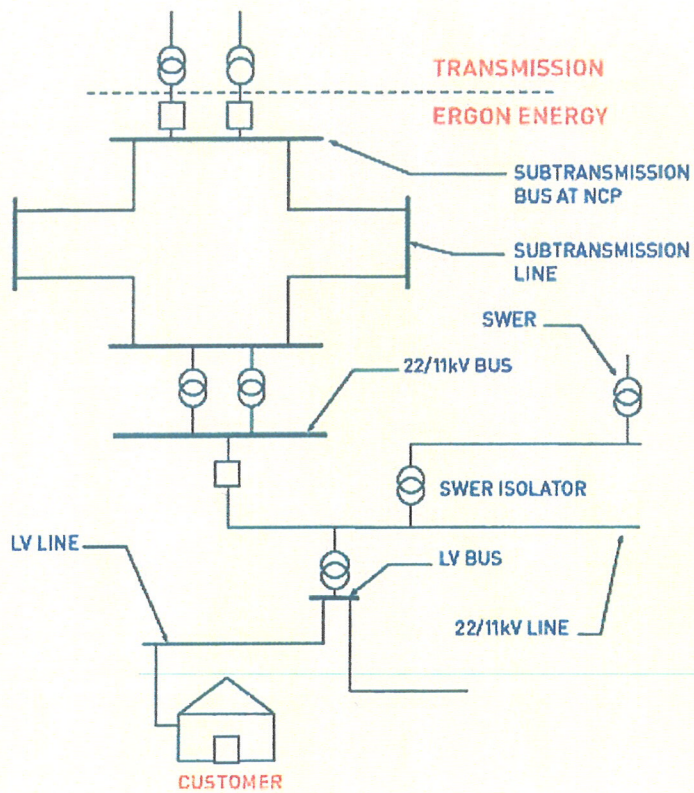 TRANSMISSION
ERGON ENERGY
SUBTRANSMISSION
BUS AT NCP
SUBTRANSMISSION
LINE
SWER
22/11kV BUS
SWER ISOLATOR
LV LINE
LV BUS
22/11kV LINE
CUSTOMER